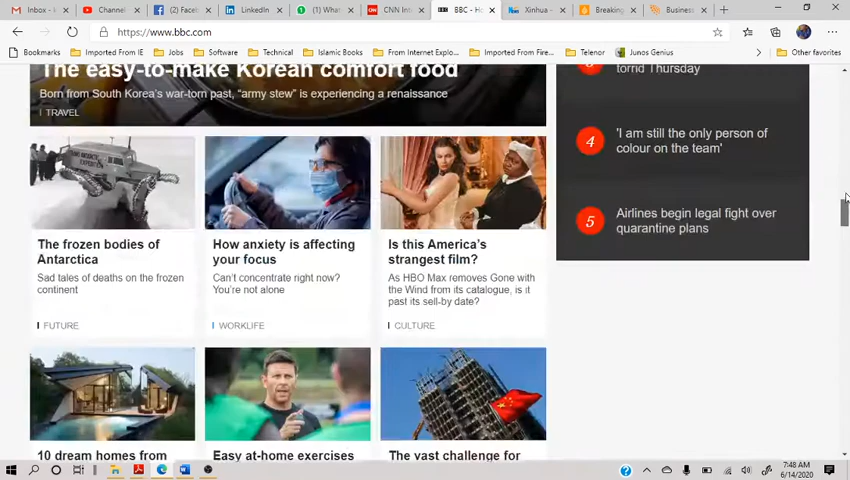 Inbox -
Channel
(2) Face
LinkedIn
(1) What
CNN Inte
BBC - Ho
Xinhua -
Breaking
Business
https://www.bbc.com
Bookmarks
Imported From IE
Jobs
Software
Technical
Islamic Books
From Internet Explo...
Imported From Fire...
Telenor
Junos Genius
Other favorites
The easy-to-make Korean comfort food
Born from South Korea's war-torn past, “army stew” is experiencing a renaissance
TRAVEL
torrid Thursday
4
'I am still the only person of
colour on the team'
5
Airlines begin legal fight over
quarantine plans
The frozen bodies of
Antarctica
Sad tales of deaths on the frozen
continent
FUTURE
How anxiety is affecting
your focus
Can't concentrate right now?
You're not alone
WORKLIFE
Is this America's
strangest film?
As HBO Max removes Gone with
the Wind from its catalogue, is it
past its sell-by date?
CULTURE
10 dream homes from
Easy at-home exercises
The vast challenge for
7:48 AM
6/14/2020